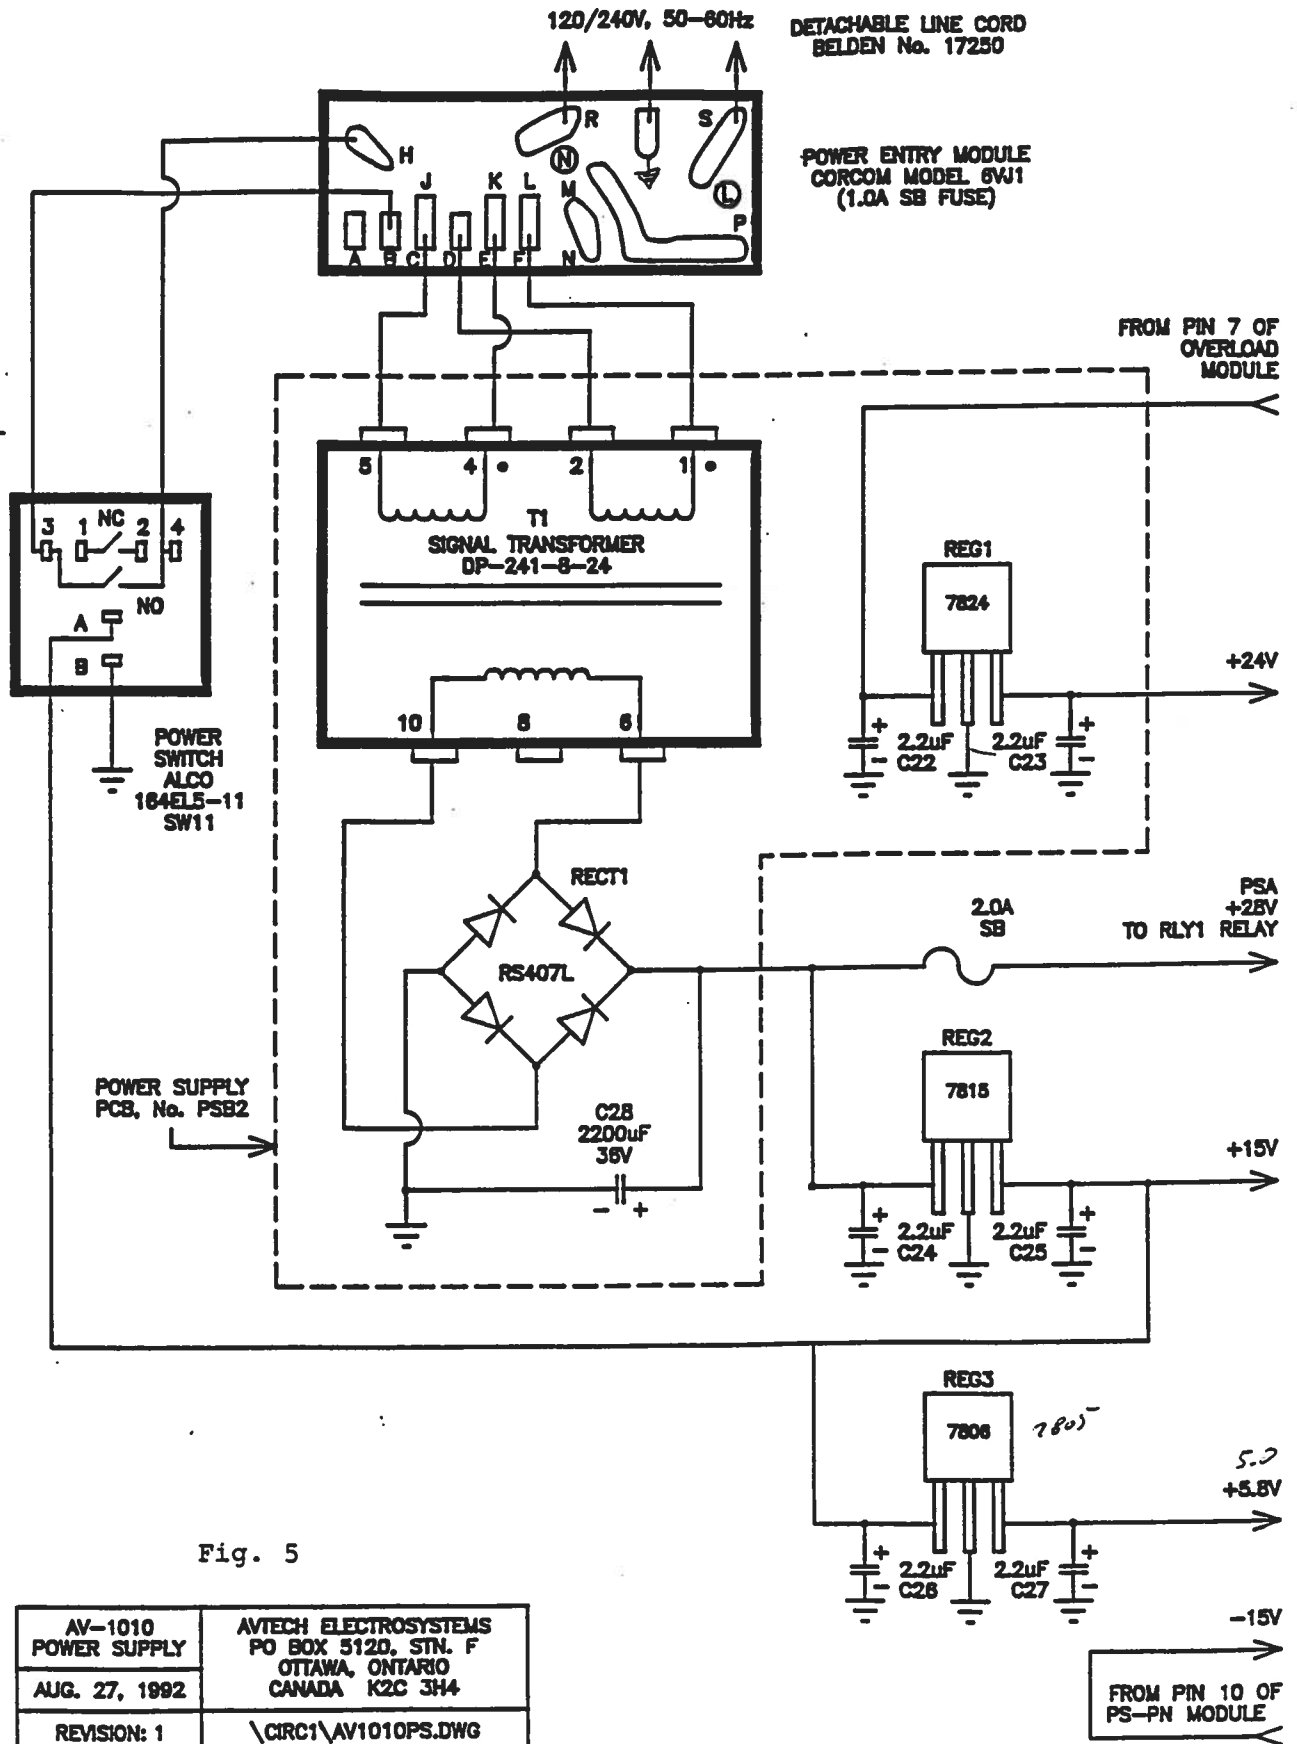 120/240V, 50-60Hz
DETACHABLE LINE CORD
BELDEN No. 17250
POWER ENTRY MODULE
CORCOM MODEL 6VJ1
(1.0A SB FUSE)
R
S
H
N
L
J
K
L
M
P
A
B
C
D
E
F
N
FROM PIN 7 OF
OVERLOAD
MODULE
5
4
2
1
T1
SIGNAL TRANSFORMER
DP-241-8-24
10
8
6
3
1
NC
2
4
NO
A
B
POWER
SWITCH
ALCO
164EL5-11
SW11
REG1
7824
+24V
+
-
2.2uF
C22
2.2uF
C23
+
-
RECT1
RS407L
2.0A
SB
PSA
+28V
TO RLY1 RELAY
POWER SUPPLY
PCB, No. PSB2
C28
2200uF
35V
- +
REG2
7815
+15V
+
-
2.2uF
C24
2.2uF
C25
+
-
REG3
7806
7805
5.0
+5.8V
+
-
2.2uF
C26
2.2uF
C27
+
-
-15V
FROM PIN 10 OF
PS-PN MODULE
Fig. 5
AV-1010
POWER SUPPLY
AUG. 27, 1992
REVISION: 1
AVTECH ELECTROSYSTEMS
PO BOX 5120, STN. F
OTTAWA, ONTARIO
CANADA K2C 3H4
\CIRC1\AV1010PS.DWG